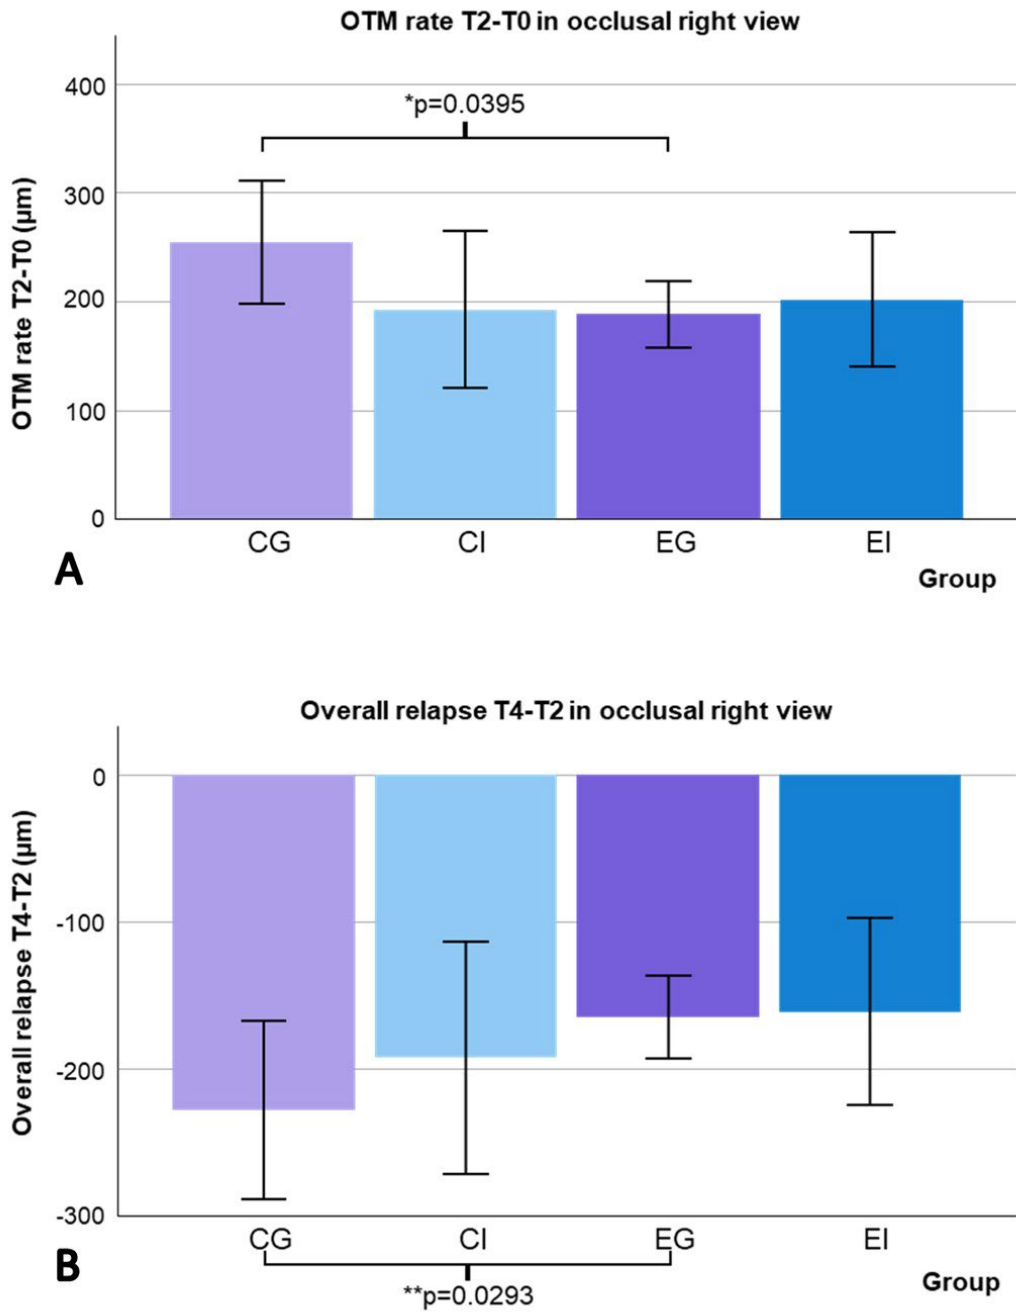 OTM rate T2-T0 in occlusal right view
OTM rate T2-T0 (µm)
400
300
200
100
0
*p=0.0395
CG CI EG EI
Group
A
Overall relapse T4-T2 in occlusal right view
Overall relapse T4-T2 (µm)
0
-100
-200
-300
CG CI EG EI
Group
**p=0.0293
B